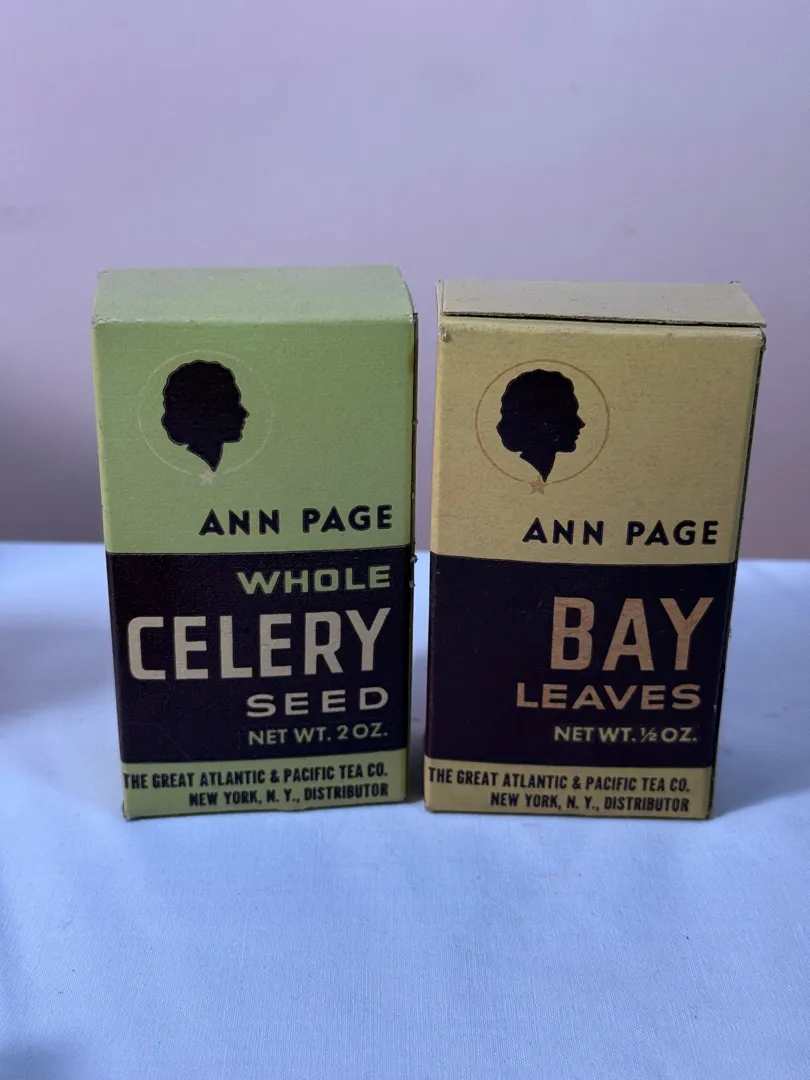 ANN PAGE
WHOLE
CELERY
SEED
NET WT. 2 OZ.
THE GREAT ATLANTIC & PACIFIC TEA CO.
NEW YORK, N. Y., DISTRIBUTOR
ANN PAGE
BAY
LEAVES
NET WT. ½ OZ.
THE GREAT ATLANTIC & PACIFIC TEA CO.
NEW YORK, N. Y., DISTRIBUTOR